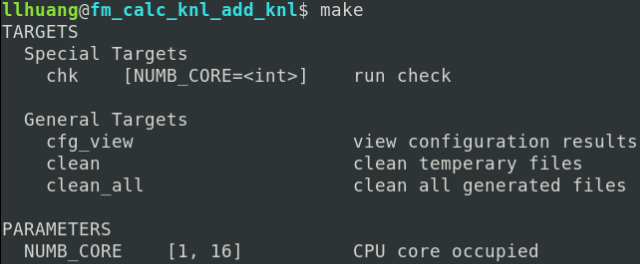 llhuang@fm_calc_knl_add_knl$ make
TARGETS
Special Targets
chk [NUMB_CORE=<int>] run check
General Targets
cfg_view view configuration results
clean clean temperary files
clean_all clean all generated files
PARAMETERS
NUMB_CORE [1, 16] CPU core occupied